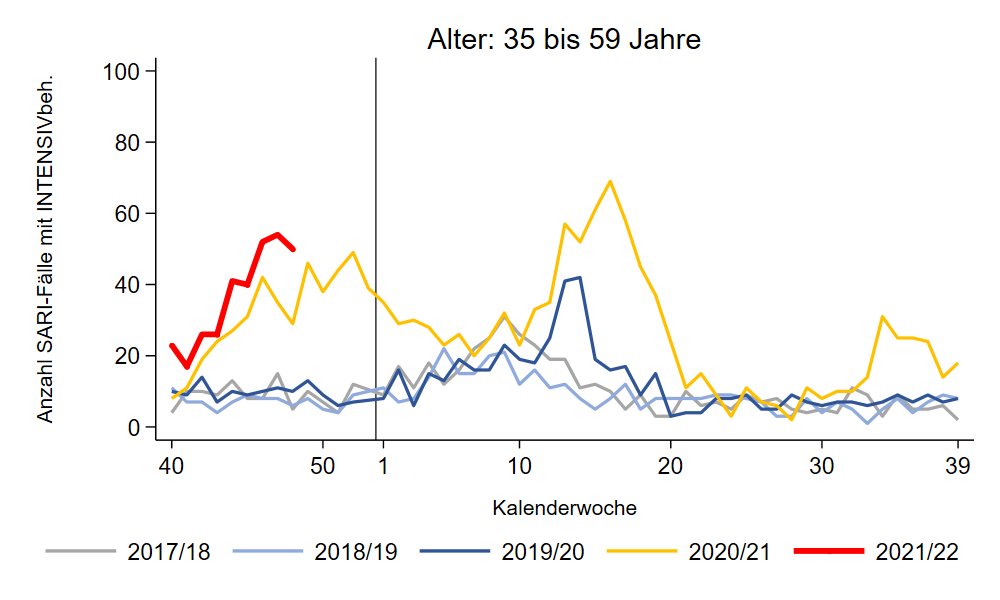 Alter: 35 bis 59 Jahre
Anzahl SARI-Fälle mit INTENSIVbeh.
100
80
60
40
20
0
40 50 1 10 20 30 39
Kalenderwoche
2017/18 2018/19 2019/20 2020/21 2021/22